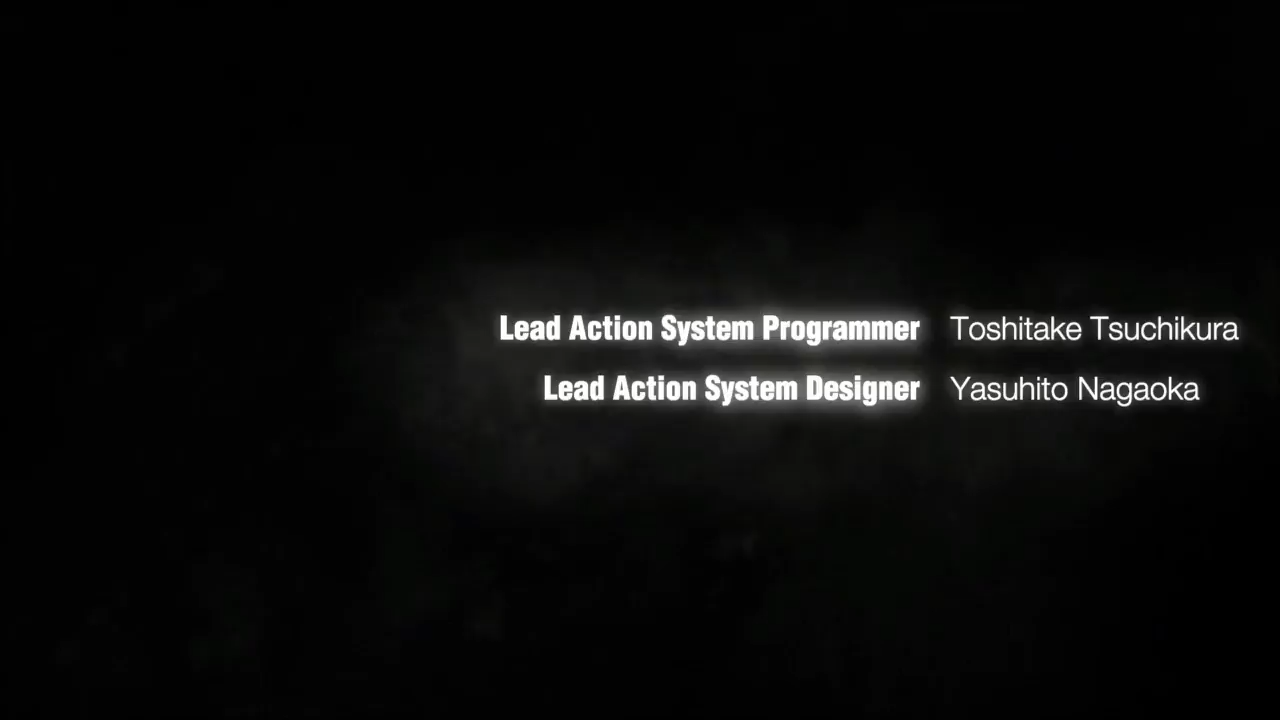 Lead Action System Programmer Toshitake Tsuchikura
Lead Action System Designer Yasuhito Nagaoka